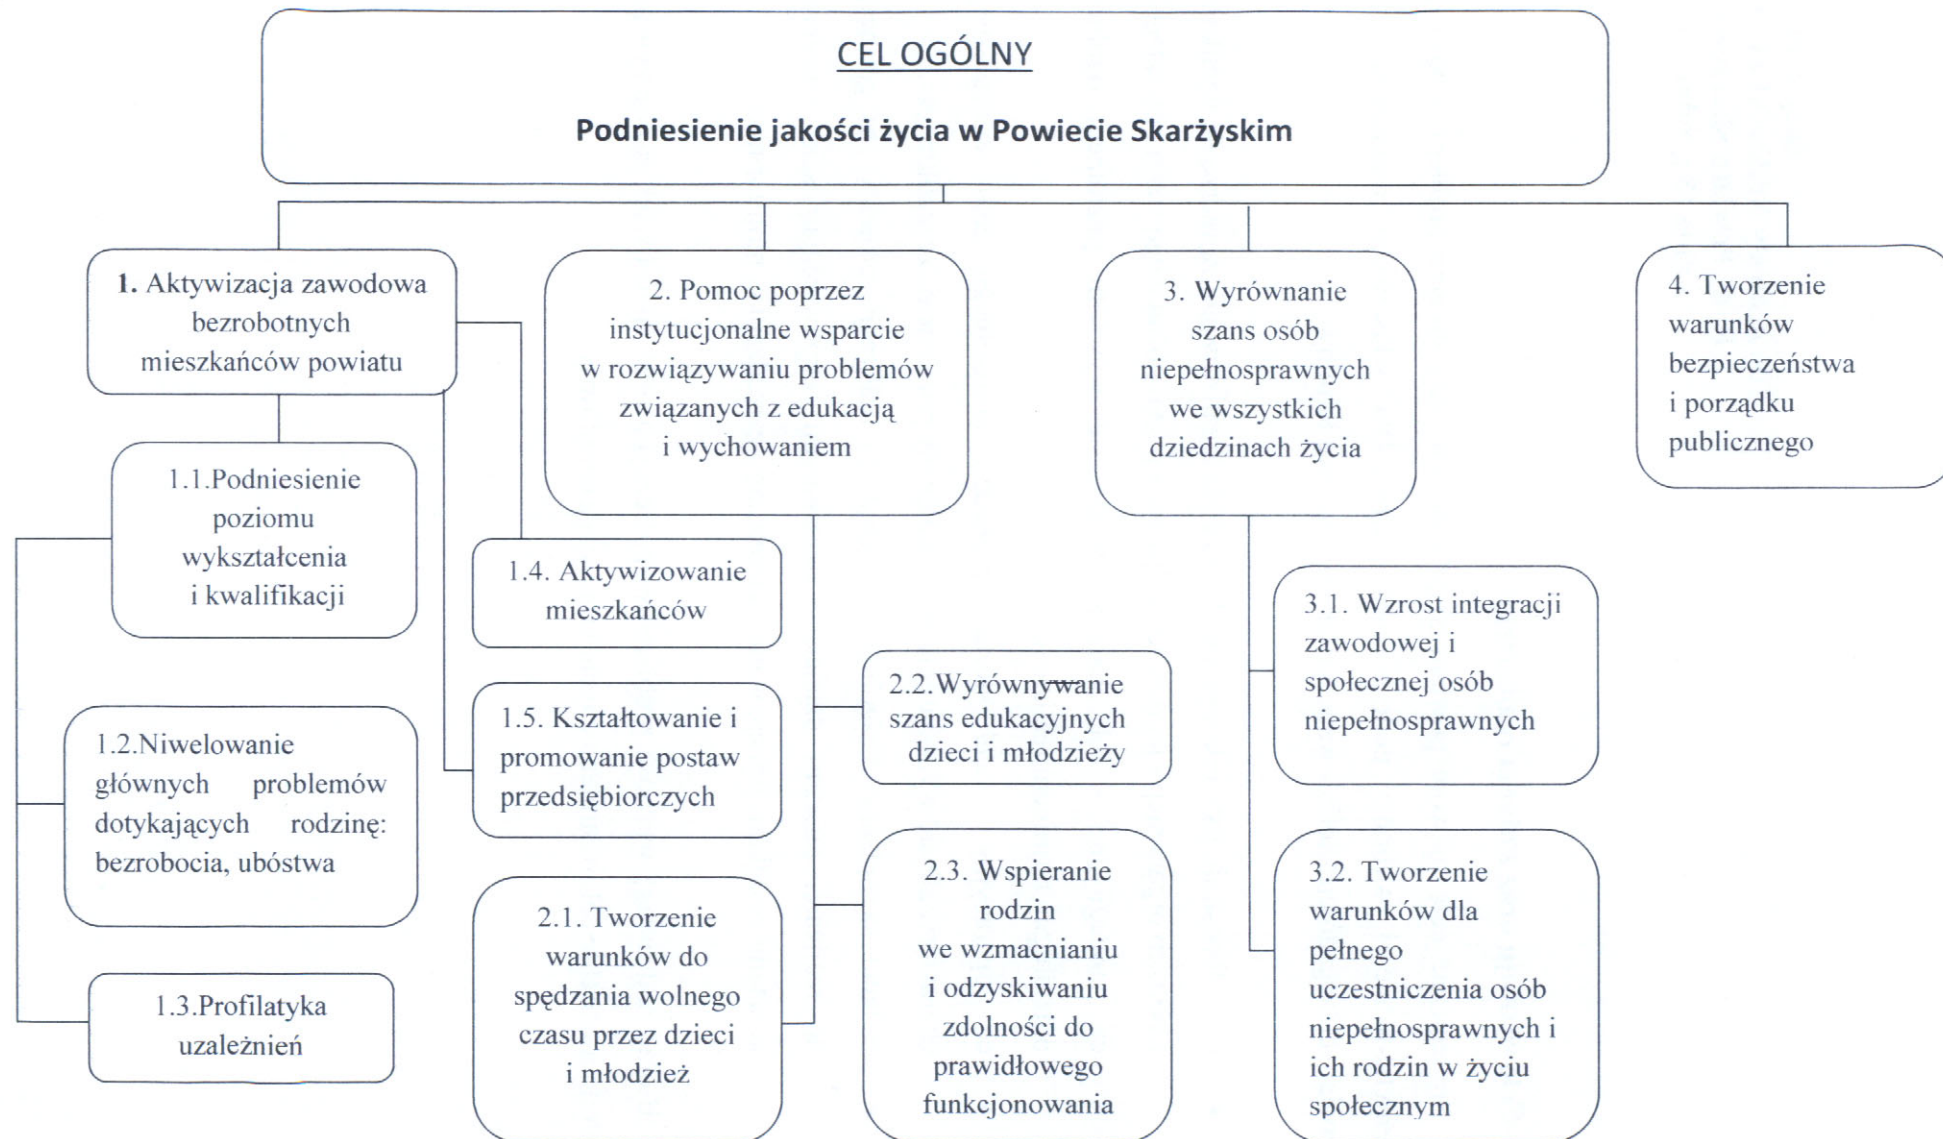 CEL OGÓLNY
Podniesienie jakości życia w Powiecie Skarżyskim
1. Aktywizacja zawodowa
bezrobotnych
mieszkańców powiatu
2. Pomoc poprzez
instytucjonalne wsparcie
w rozwiązywaniu problemów
związanych z edukacją
i wychowaniem
3. Wyrównanie
szans osób
niepełnosprawnych
we wszystkich
dziedzinach życia
4. Tworzenie
warunków
bezpieczeństwa
i porządku
publicznego
1.1.Podniesienie
poziomu
wykształcenia
i kwalifikacji
1.2.Niwelowanie
głównych problemów
dotykających rodzinę:
bezrobocia, ubóstwa
1.3.Profilatyka
uzależnień
1.4. Aktywizowanie
mieszkańców
1.5. Kształtowanie i
promowanie postaw
przedsiębiorczych
2.1. Tworzenie
warunków do
spędzania wolnego
czasu przez dzieci
i młodzież
2.2.Wyrównywanie
szans edukacyjnych
dzieci i młodzieży
2.3. Wspieranie
rodzin
we wzmacnianiu
i odzyskiwaniu
zdolności do
prawidłowego
funkcjonowania
3.1. Wzrost integracji
zawodowej i
społecznej osób
niepełnosprawnych
3.2. Tworzenie
warunków dla
pełnego
uczestniczenia osób
niepełnosprawnych i
ich rodzin w życiu
społecznym